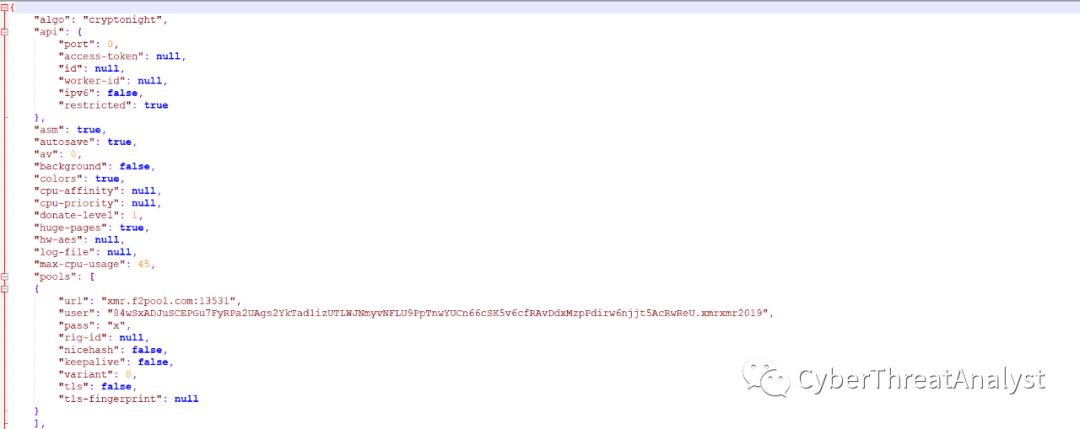 {
"algo": "cryptonight",
"api": {
"port": 0,
"access-token": null,
"id": null,
"worker-id": null,
"ipv6": false,
"restricted": true
},
"asm": true,
"autosave": true,
"av": 0,
"background": false,
"colors": true,
"cpu-affinity": null,
"cpu-priority": null,
"donate-level": 1,
"huge-pages": true,
"hw-aes": null,
"log-file": null,
"max-cpu-usage": 45,
"pools": [
{
"url": "xmr.f2pool.com:13531",
"user": "84wSxADJuSCEPGu7FyRPa2UAgs2YkTad1izUTLWJNmyvNFLU9PpTnwYUCn66cSK5v6cfRAvDdxMzpPdirw6njjt5AcRwReU.xmrxmr2019",
"pass": "x",
"rig-id": null,
"nicehash": false,
"keepalive": false,
"variant": 8,
"tls": false,
"tls-fingerprint": null
}
],
CyberThreatAnalyst